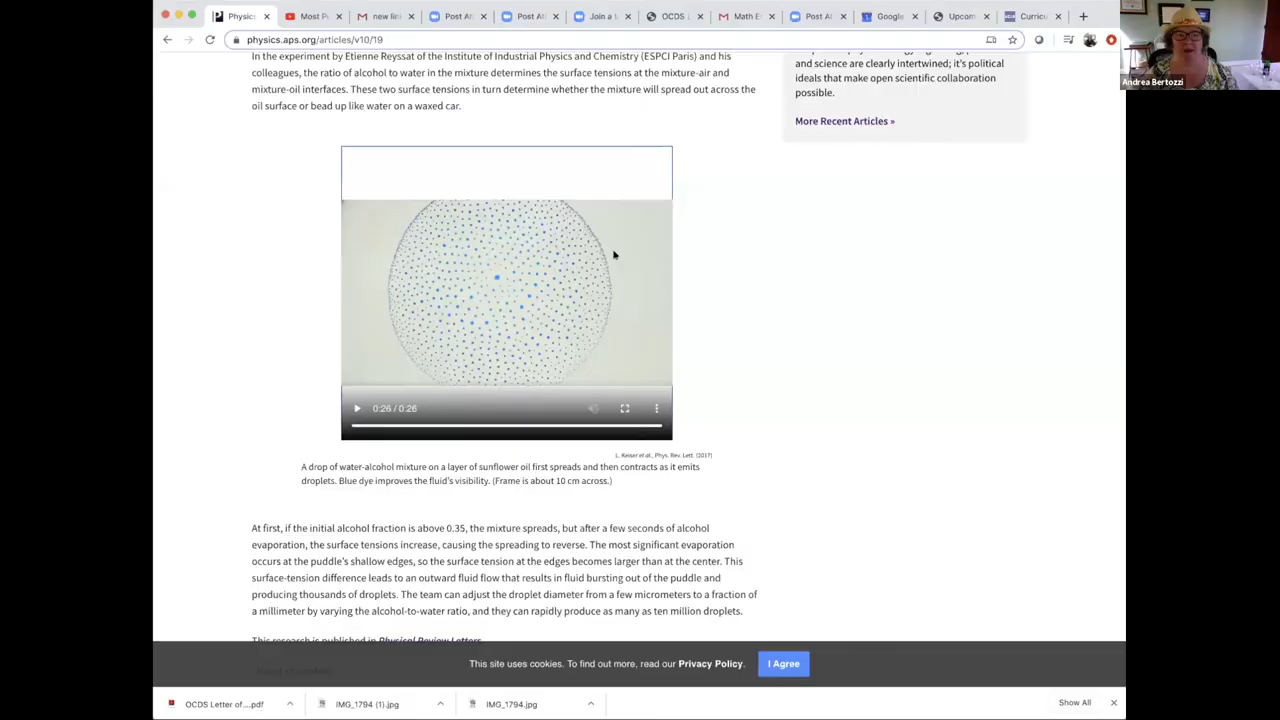 Physics
Most P
new lin
Post At
Post At
Join a L
OCDS L
Math E
Post At
Google
Upcom
Curricu
physics.aps.org/articles/v10/19
Andrea Bertozzi
In the experiment by Etienne Reyssat of the Institute of Industrial Physics and Chemistry (ESPCI Paris) and his
colleagues, the ratio of alcohol to water in the mixture determines the surface tensions at the mixture-air and
mixture-oil interfaces. These two surface tensions in turn determine whether the mixture will spread out across the
oil surface or bead up like water on a waxed car.
and science are clearly intertwined; it's political
ideals that make open scientific collaboration
possible.
More Recent Articles »
0:26 / 0:26
L. Keiser et al., Phys. Rev. Lett. (2017)
A drop of water-alcohol mixture on a layer of sunflower oil first spreads and then contracts as it emits
droplets. Blue dye improves the fluid's visibility. (Frame is about 10 cm across.)
At first, if the initial alcohol fraction is above 0.35, the mixture spreads, but after a few seconds of alcohol
evaporation, the surface tensions increase, causing the spreading to reverse. The most significant evaporation
occurs at the puddle's shallow edges, so the surface tension at the edges becomes larger than at the center. This
surface-tension difference leads to an outward fluid flow that results in fluid bursting out of the puddle and
producing thousands of droplets. The team can adjust the droplet diameter from a few micrometers to a fraction of
a millimeter by varying the alcohol-to-water ratio, and they can rapidly produce as many as ten million droplets.
This research is published in Physical Review Letters.
This site uses cookies. To find out more, read our Privacy Policy.
I Agree
OCDS Letter of....pdf
IMG_1794 (1).jpg
IMG_1794.jpg
Show All